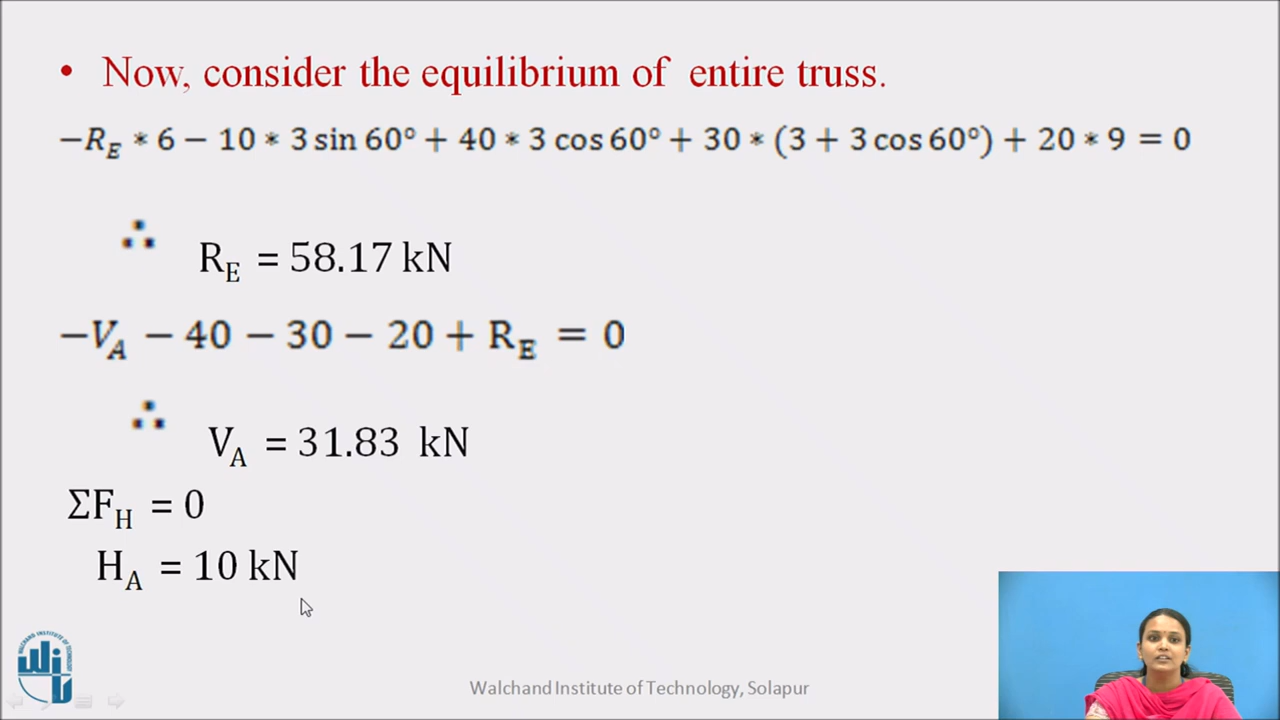 • Now, consider the equilibrium of entire truss.
−R_E * 6 − 10 * 3 sin 60° + 40 * 3 cos 60° + 30 * (3 + 3 cos 60°) + 20 * 9 = 0
∴ R_E = 58.17 kN
−V_A − 40 − 30 − 20 + R_E = 0
∴ V_A = 31.83 kN
ΣF_H = 0
H_A = 10 kN
WIT
Walchand Institute of Technology, Solapur